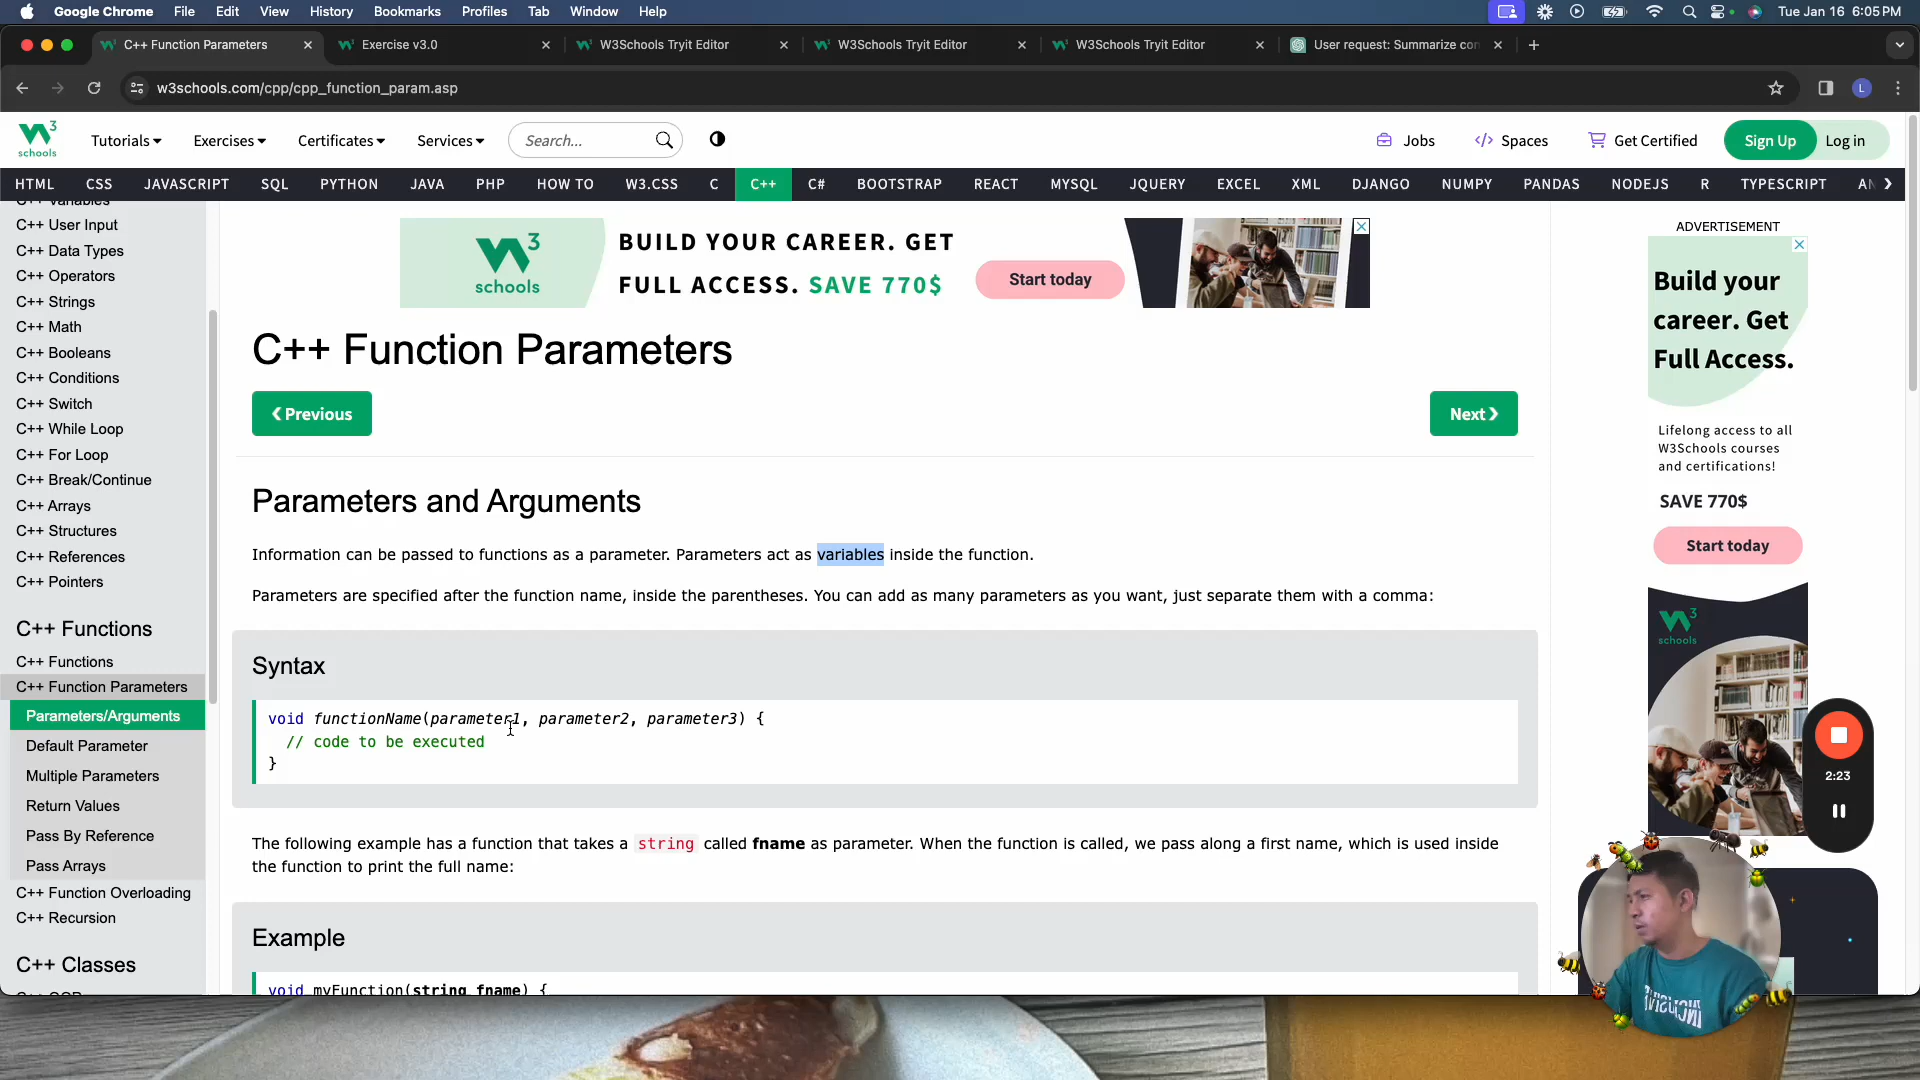 Google Chrome File Edit View History Bookmarks Profiles Tab Window Help Tue Jan 16 6:05 PM
C++ Function Parameters Exercise v3.0 W3Schools Tryit Editor W3Schools Tryit Editor W3Schools Tryit Editor User request: Summarize con
w3schools.com/cpp/cpp_function_param.asp L
W3 schools Tutorials Exercises Certificates Services Search... Jobs </> Spaces Get Certified Sign Up Log in
HTML CSS JAVASCRIPT SQL PYTHON JAVA PHP HOW TO W3.CSS C C++ C# BOOTSTRAP REACT MYSQL JQUERY EXCEL XML DJANGO NUMPY PANDAS NODEJS R TYPESCRIPT AN
C++ Variables
C++ User Input
C++ Data Types
C++ Operators
C++ Strings
C++ Math
C++ Booleans
C++ Conditions
C++ Switch
C++ While Loop
C++ For Loop
C++ Break/Continue
C++ Arrays
C++ Structures
C++ References
C++ Pointers
C++ Functions
C++ Functions
C++ Function Parameters
Parameters/Arguments
Default Parameter
Multiple Parameters
Return Values
Pass By Reference
Pass Arrays
C++ Function Overloading
C++ Recursion
C++ Classes
W3 schools
BUILD YOUR CAREER. GET
FULL ACCESS. SAVE 770$
Start today
C++ Function Parameters
❮ Previous
Next ❯
Parameters and Arguments
Information can be passed to functions as a parameter. Parameters act as variables inside the function.
Parameters are specified after the function name, inside the parentheses. You can add as many parameters as you want, just separate them with a comma:
Syntax
void functionName(parameter1, parameter2, parameter3) {
// code to be executed
}
The following example has a function that takes a string called fname as parameter. When the function is called, we pass along a first name, which is used inside
the function to print the full name:
Example
void myFunction(string fname) {
ADVERTISEMENT
Build your
career. Get
Full Access.
Lifelong access to all
W3Schools courses
and certifications!
SAVE 770$
Start today
W3 schools
2:23